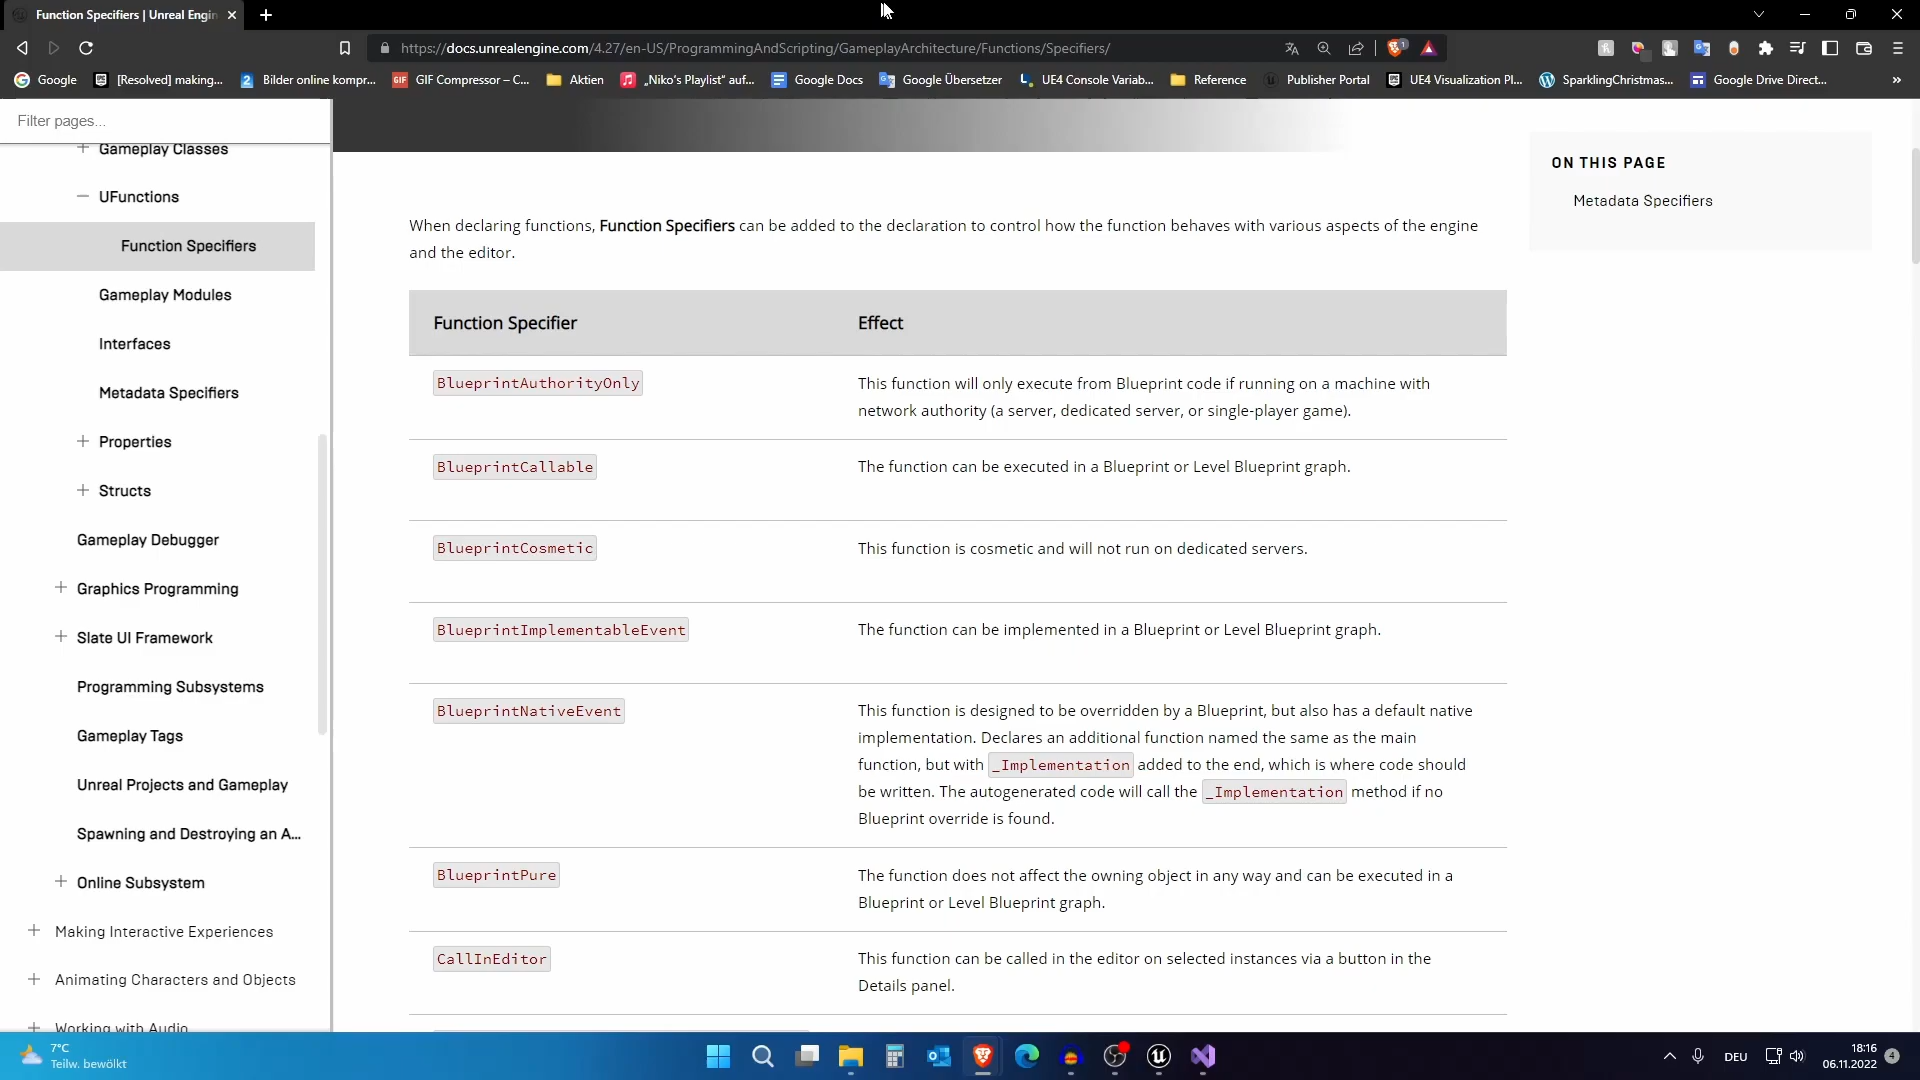 Function Specifiers | Unreal Engin
https://docs.unrealengine.com/4.27/en-US/ProgrammingAndScripting/GameplayArchitecture/Functions/Specifiers/
Google
[Resolved] making...
Bilder online kompr...
GIF Compressor – C...
Aktien
„Niko's Playlist“ auf...
Google Docs
Google Übersetzer
UE4 Console Variab...
Reference
Publisher Portal
UE4 Visualization Pl...
SparklingChristmas...
Google Drive Direct...
»
Filter pages...
Gameplay Classes
UFunctions
Function Specifiers
Gameplay Modules
Interfaces
Metadata Specifiers
Properties
Structs
Gameplay Debugger
Graphics Programming
Slate UI Framework
Programming Subsystems
Gameplay Tags
Unreal Projects and Gameplay
Spawning and Destroying an A...
Online Subsystem
Making Interactive Experiences
Animating Characters and Objects
Working with Audio
When declaring functions, Function Specifiers can be added to the declaration to control how the function behaves with various aspects of the engine
and the editor.
Function Specifier
Effect
BlueprintAuthorityOnly
This function will only execute from Blueprint code if running on a machine with
network authority (a server, dedicated server, or single-player game).
BlueprintCallable
The function can be executed in a Blueprint or Level Blueprint graph.
BlueprintCosmetic
This function is cosmetic and will not run on dedicated servers.
BlueprintImplementableEvent
The function can be implemented in a Blueprint or Level Blueprint graph.
BlueprintNativeEvent
This function is designed to be overridden by a Blueprint, but also has a default native
implementation. Declares an additional function named the same as the main
function, but with _Implementation added to the end, which is where code should
be written. The autogenerated code will call the _Implementation method if no
Blueprint override is found.
BlueprintPure
The function does not affect the owning object in any way and can be executed in a
Blueprint or Level Blueprint graph.
CallInEditor
This function can be called in the editor on selected instances via a button in the
Details panel.
ON THIS PAGE
Metadata Specifiers
7°C
Teilw. bewölkt
DEU
18:16
06.11.2022
4